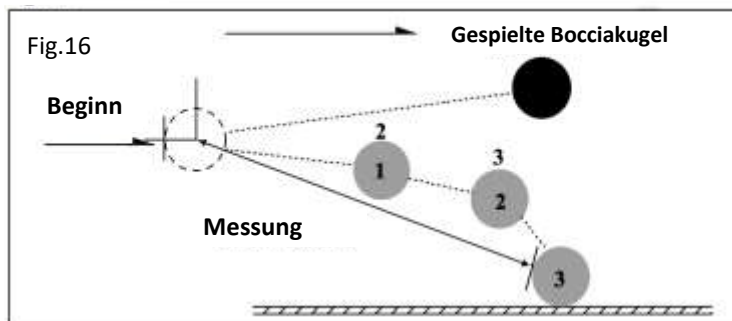 Fig.16
Gespielte Bocciakugel
Beginn
2
1
3
2
Messung
3